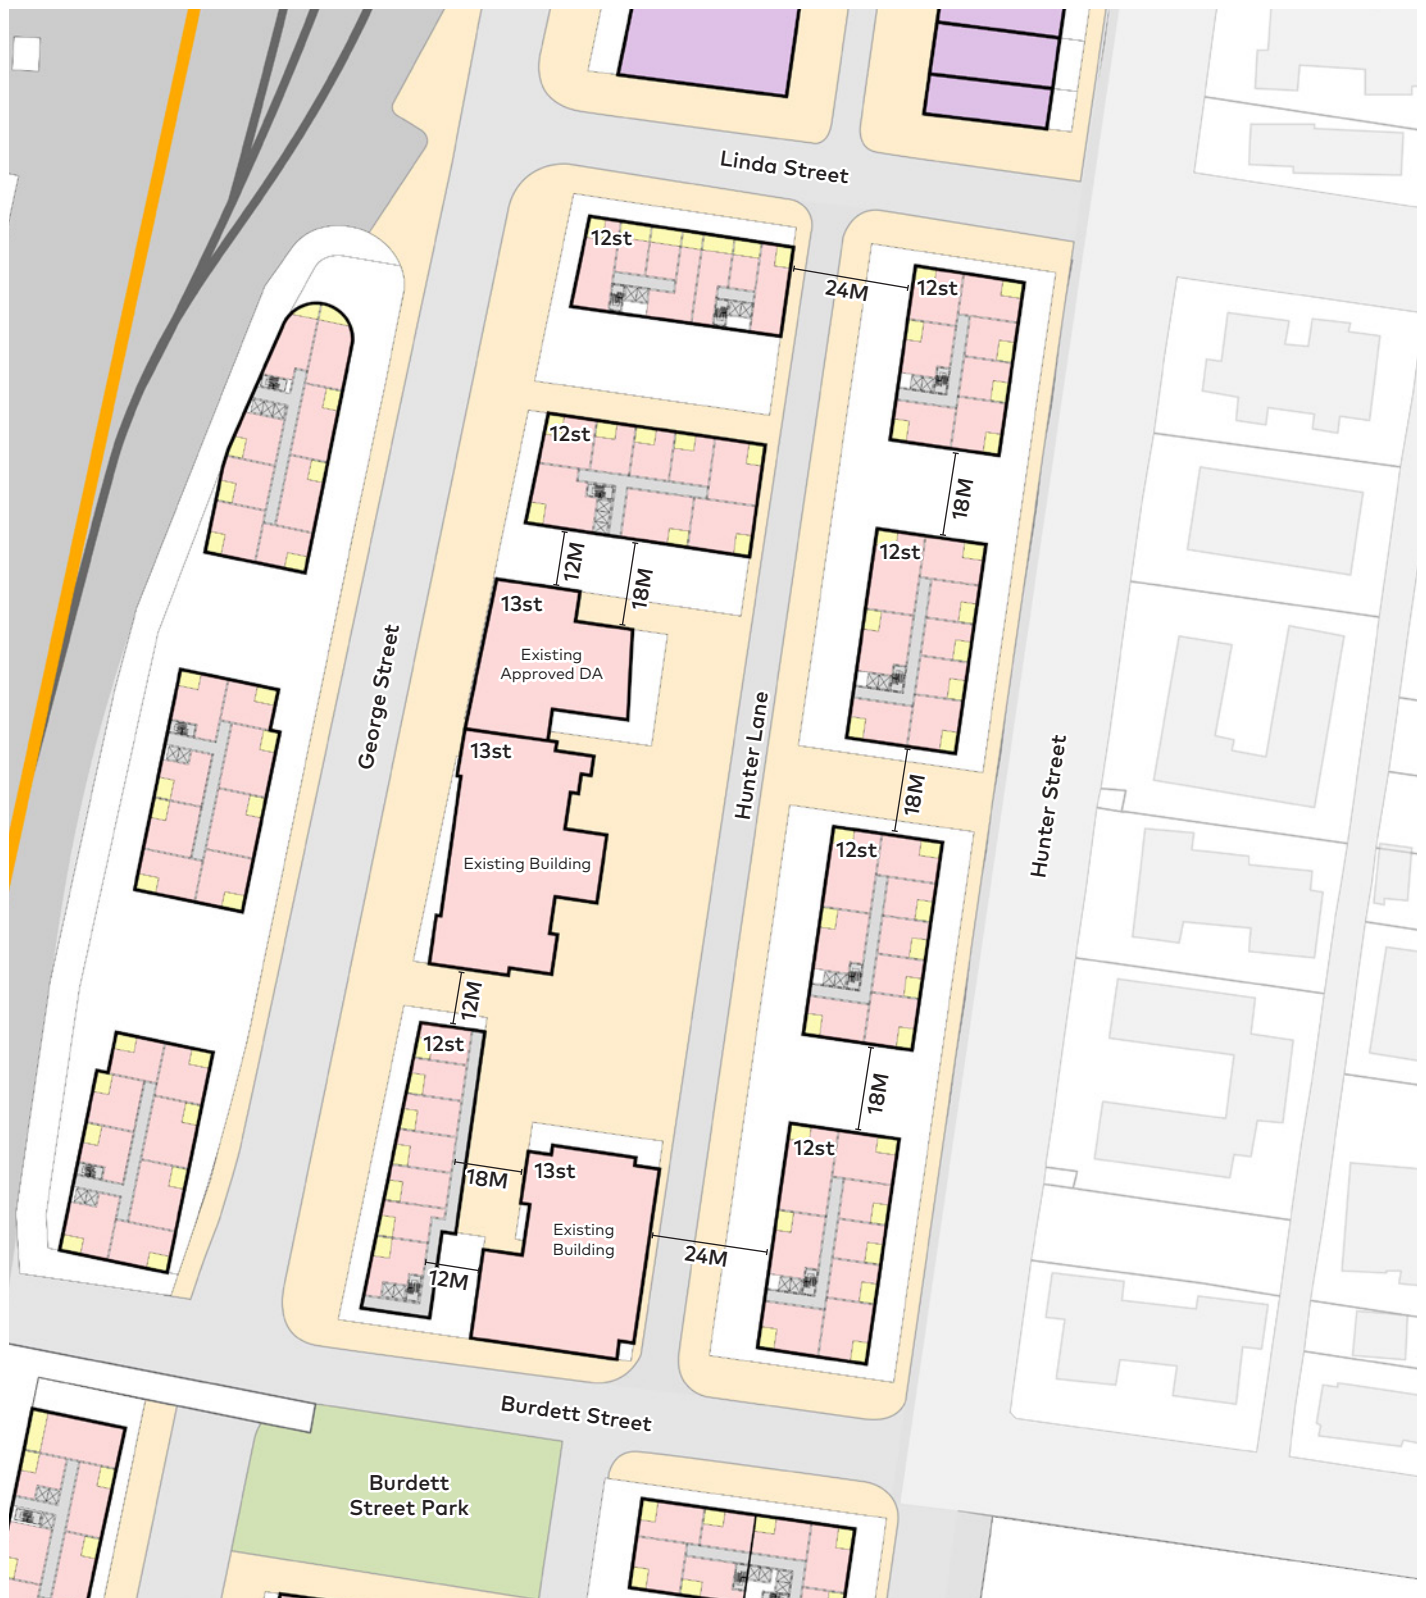 Linda Street
12st
24M
12st
12st
18M
12st
12M
18M
13st
Existing
Approved DA
George Street
13st
Hunter Lane
Hunter Street
18M
12st
Existing Building
12M
12st
18M
12st
18M
13st
Existing
Building
24M
12M
Burdett Street
Burdett
Street Park